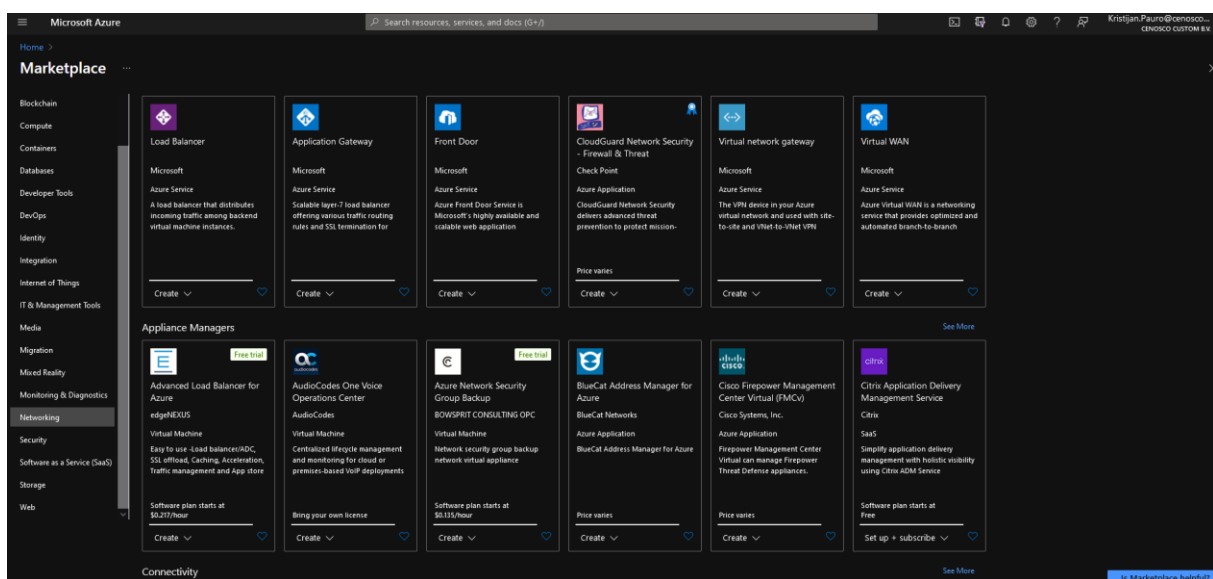 Microsoft Azure
Search resources, services, and docs (G+/)
Kristijan.Pauro@cenosco...
CENOSCO CUSTOM B.V.
Home >
Marketplace ...
Blockchain
Compute
Containers
Databases
Developer Tools
DevOps
Identity
Integration
Internet of Things
IT & Management Tools
Media
Migration
Mixed Reality
Monitoring & Diagnostics
Networking
Security
Software as a Service (SaaS)
Storage
Web
Load Balancer
Microsoft
Azure Service
A load balancer that distributes
incoming traffic among backend
virtual machine instances.
Create
Application Gateway
Microsoft
Azure Service
Scalable layer-7 load balancer
offering various traffic routing
rules and SSL termination for
Create
Front Door
Microsoft
Azure Service
Azure Front Door Service is
Microsoft's highly available and
scalable web application
Create
CloudGuard Network Security
- Firewall & Threat
Check Point
Azure Application
CloudGuard Network Security
delivers advanced threat
prevention to protect mission-
Price varies
Create
Virtual network gateway
Microsoft
Azure Service
The VPN device in your Azure
virtual network and used with site-
to-site and VNet-to-VNet VPN
Create
Virtual WAN
Microsoft
Azure Service
Azure Virtual WAN is a networking
service that provides optimized and
automated branch-to-branch
Create
Appliance Managers
See More
Free trial
Advanced Load Balancer for
Azure
edgeNEXUS
Virtual Machine
Easy to use -Load balancer/ADC,
SSL offload, Caching, Acceleration,
Traffic management and App store
Software plan starts at
$0.217/hour
Create
audiocodes
AudioCodes One Voice
Operations Center
AudioCodes
Virtual Machine
Centralized lifecycle management
and monitoring for cloud or
premises-based VoIP deployments
Bring your own license
Create
Free trial
Azure Network Security
Group Backup
BOWSPRIT CONSULTING OPC
Virtual Machine
Network security group backup
network virtual appliance
Software plan starts at
$0.135/hour
Create
BlueCat Address Manager for
Azure
BlueCat Networks
Azure Application
BlueCat Address Manager for Azure
Price varies
Create
CISCO
Cisco Firepower Management
Center Virtual (FMCv)
Cisco Systems, Inc.
Azure Application
Firepower Management Center
Virtual can manage Firepower
Threat Defense appliances.
Price varies
Create
citrix
Citrix Application Delivery
Management Service
Citrix
SaaS
Simplify application delivery
management with holistic visibility
using Citrix ADM Service
Software plan starts at
Free
Set up + subscribe
Connectivity
See More
Is Marketplace helpful?